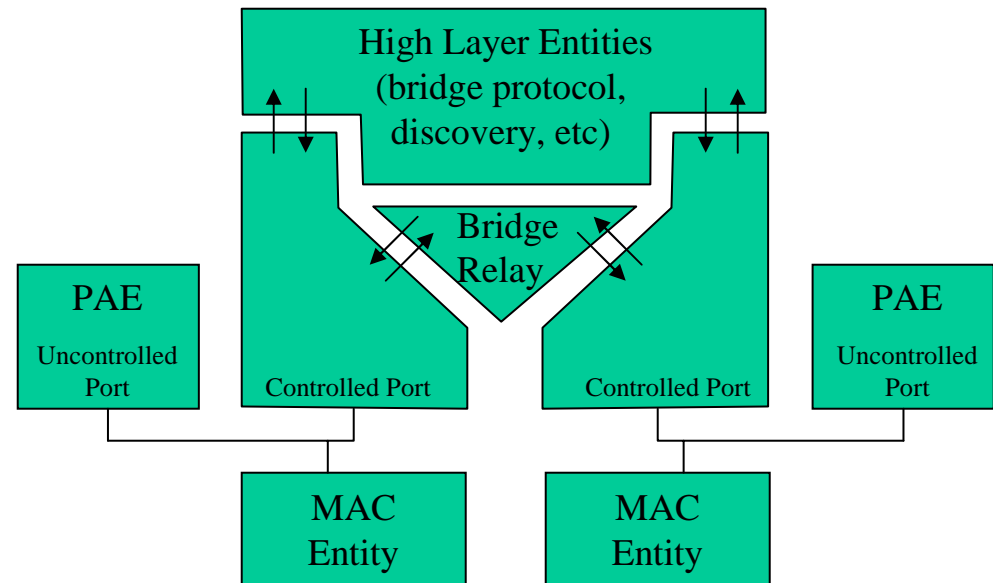 High Layer Entities
(bridge protocol,
discovery, etc)
Bridge
Relay
PAE
Uncontrolled
Port
Controlled Port
Controlled Port
PAE
Uncontrolled
Port
MAC
Entity
MAC
Entity